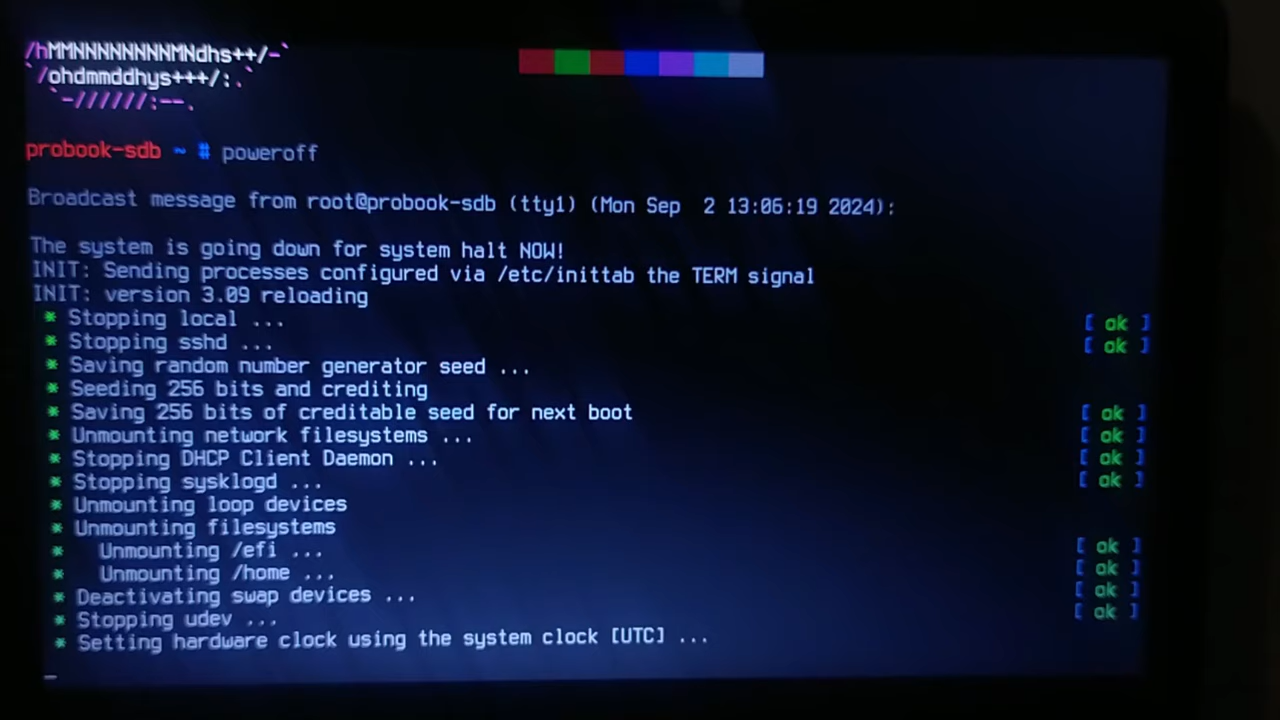 /hMMNNNNNNNNMNdhs++/-`
`/ohdmmddhys+++/:.`
`-//////:--.
probook-sdb ~ # poweroff
Broadcast message from root@probook-sdb (tty1) (Mon Sep  2 13:06:19 2024):
The system is going down for system halt NOW!
INIT: Sending processes configured via /etc/inittab the TERM signal
INIT: version 3.09 reloading
* Stopping local ... [ ok ]
* Stopping sshd ... [ ok ]
* Saving random number generator seed ...
* Seeding 256 bits and crediting
* Saving 256 bits of creditable seed for next boot [ ok ]
* Unmounting network filesystems ... [ ok ]
* Stopping DHCP Client Daemon ... [ ok ]
* Stopping sysklogd ... [ ok ]
* Unmounting loop devices
* Unmounting filesystems
*   Unmounting /efi ... [ ok ]
*   Unmounting /home ... [ ok ]
* Deactivating swap devices ... [ ok ]
* Stopping udev ... [ ok ]
* Setting hardware clock using the system clock [UTC] ...